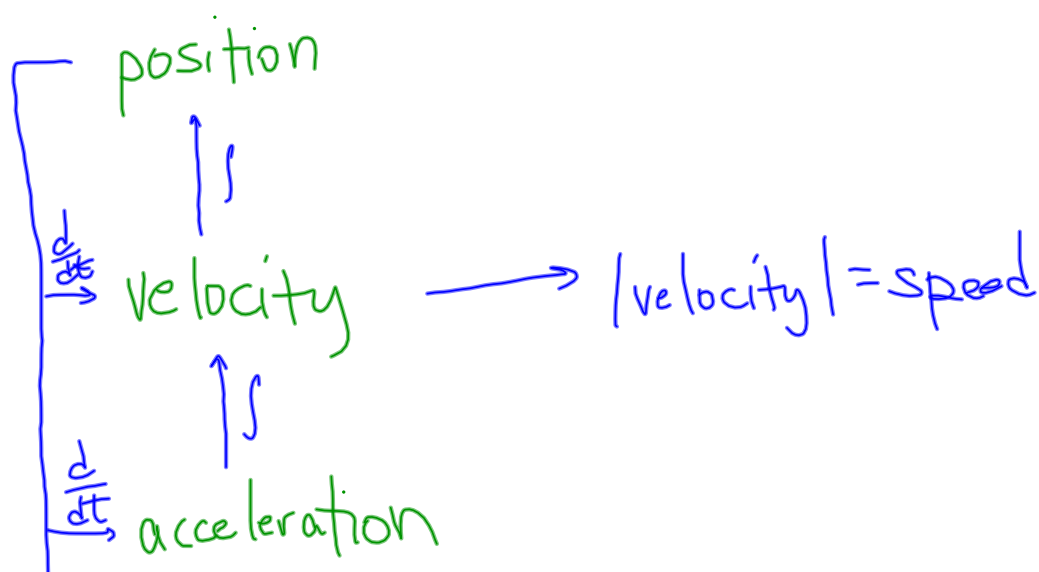 position
∫
d/dt velocity |velocity| = speed
∫
d/dt acceleration